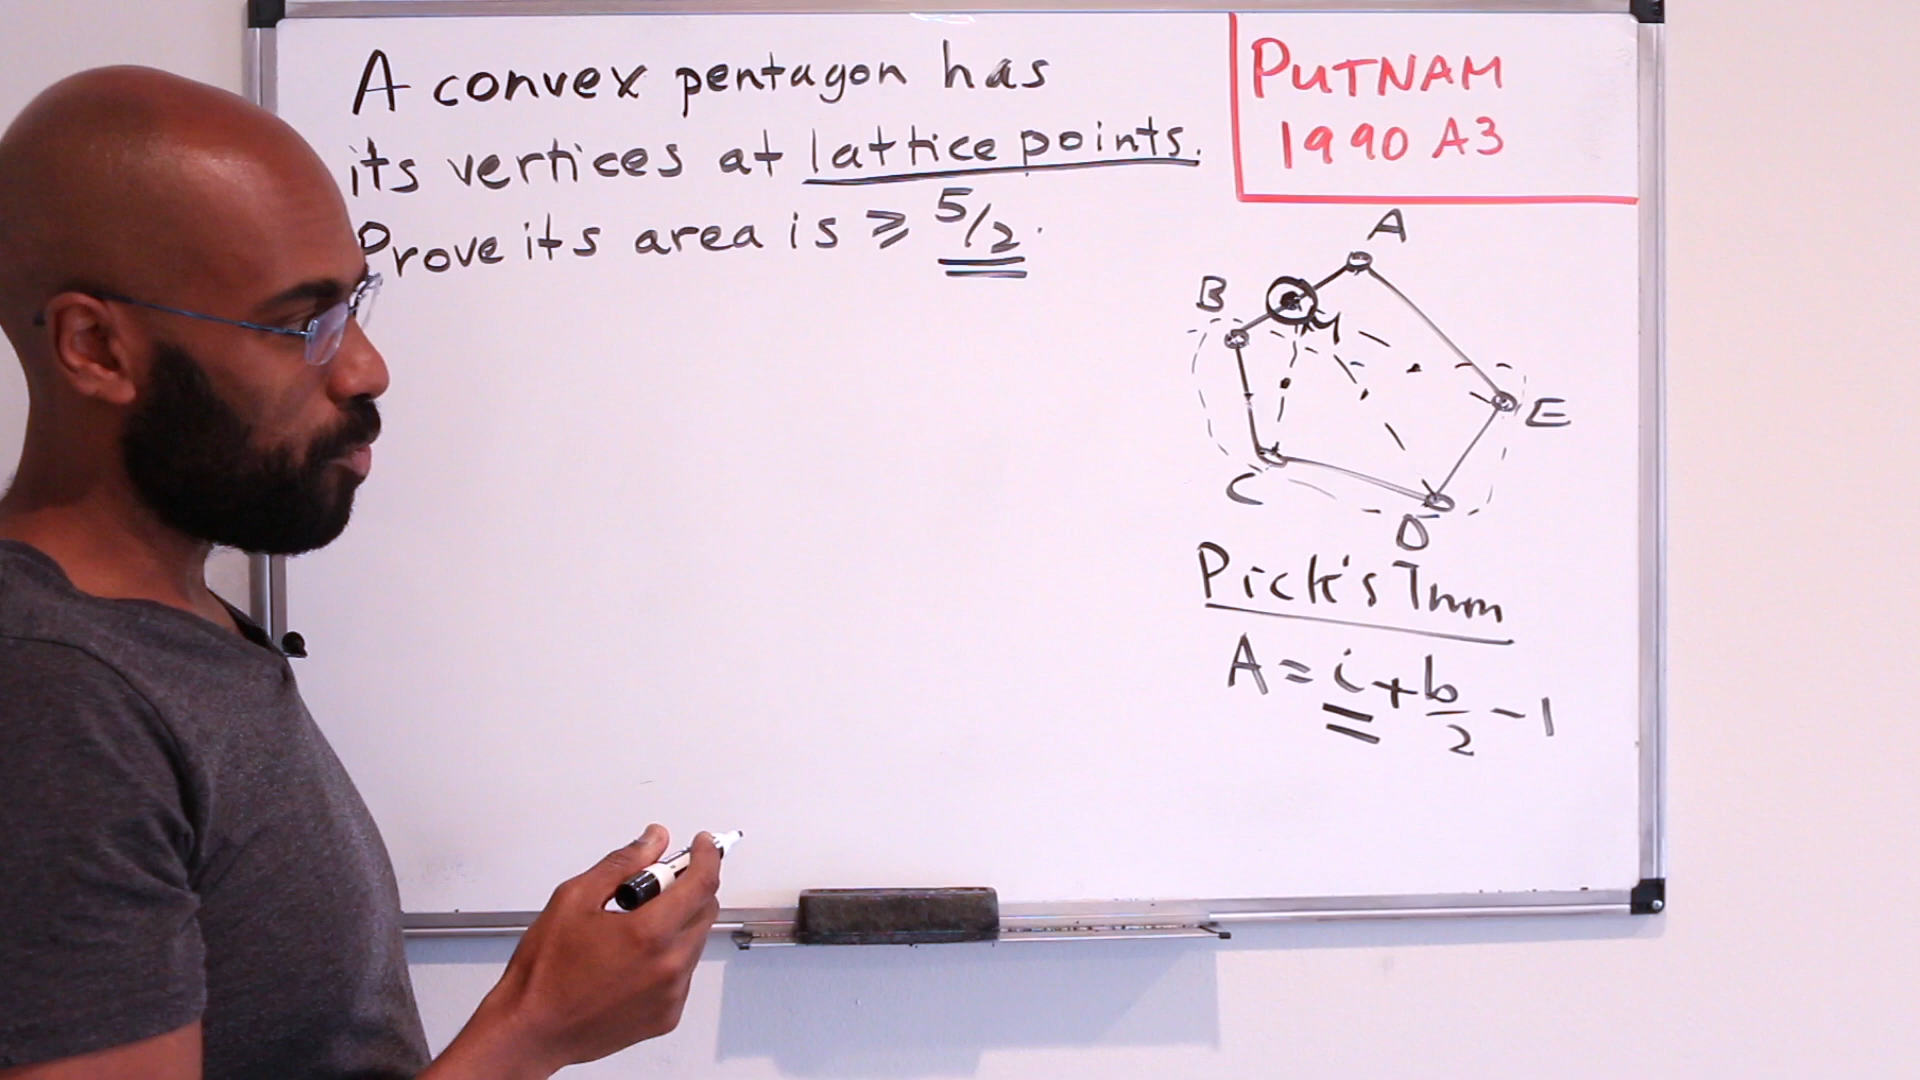 A convex pentagon has
its vertices at lattice points.
Prove its area is ≥ 5/2.
PUTNAM
1990 A3
A
B
M
E
C
D
Pick's Thm
A = i + b/2 - 1